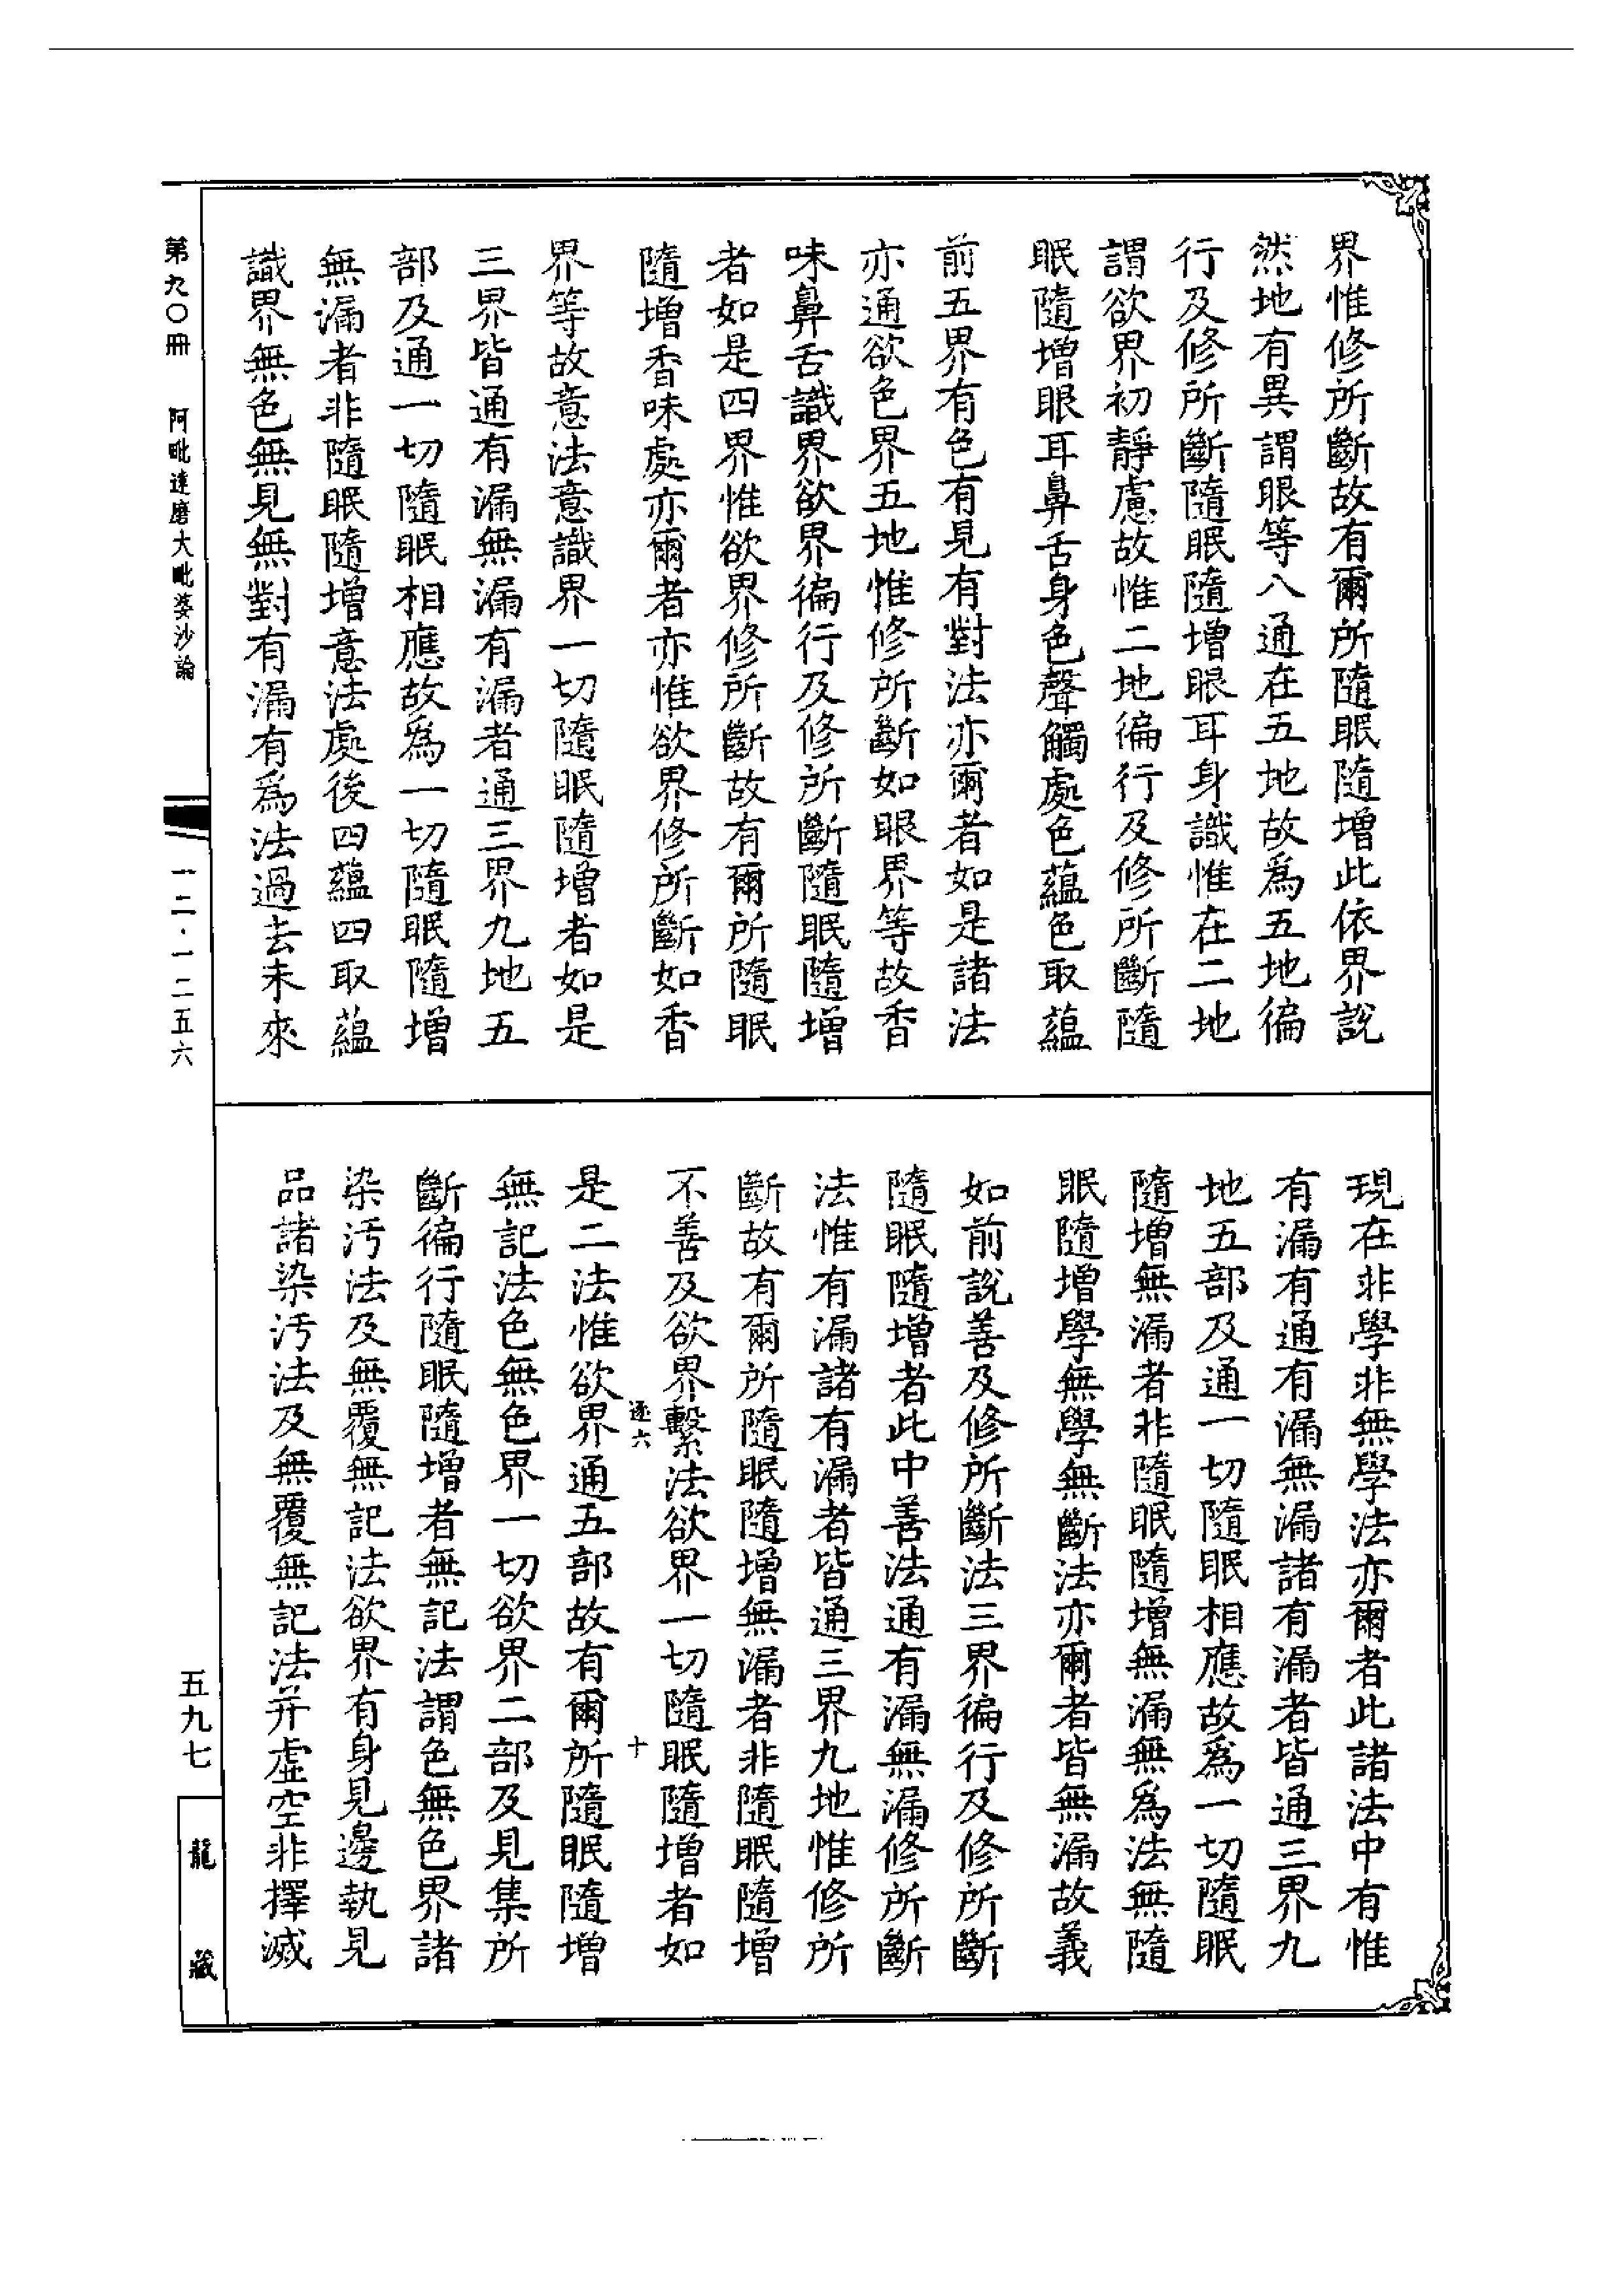 界惟修所斷故有爾所隨眠隨增此依界說
然地有異謂眼等八通在五地故爲五地徧
行及修所斷隨眠隨增眼耳身識惟在二地
謂欲界初靜慮故惟二地徧行及修所斷隨
眠隨增眼耳鼻舌身色聲觸處色蘊色取蘊
前五界有色有見有對法亦爾者如是諸法
亦通欲色界五地惟修所斷如眼界等故香
味鼻舌識界欲界徧行及修所斷隨眠隨增
者如是四界惟欲界修所斷故有爾所隨眠
隨增香味處亦爾者亦惟欲界修所斷如香
界等故意法意識界一切隨眠隨增者如是
三界皆通有漏無漏有漏者通三界九地五
部及通一切隨眠相應故爲一切隨眠隨增
無漏者非隨眠隨增意法處後四蘊四取蘊
識界無色無見無對有漏有爲法過去未來
現在非學非無學法亦爾者此諸法中有惟
有漏有通有漏無漏諸有漏者皆通三界九
地五部及通一切隨眠相應故爲一切隨眠
隨增無漏者非隨眠隨增無漏無爲法無隨
眠隨增學無學無斷法亦爾者皆無漏故義
如前說善及修所斷法三界徧行及修所斷
隨眠隨增者此中善法通有漏無漏修所斷
法惟有漏諸有漏者皆通三界九地惟修所
斷故有爾所隨眠隨增無漏者非隨眠隨增
不善及欲界繫法欲界一切隨眠隨增者如
逐六 十
是二法惟欲界通五部故有爾所隨眠隨增
無記法色無色界一切欲界二部及見集所
斷徧行隨眠隨增者無記法謂色無色界諸
染污法及無覆無記法欲界有身見邊執見
品諸染污法及無覆無記法并虛空非擇滅
第九〇冊 阿毗達磨大毗婆沙論
一二·一二五六
五九七
龍藏